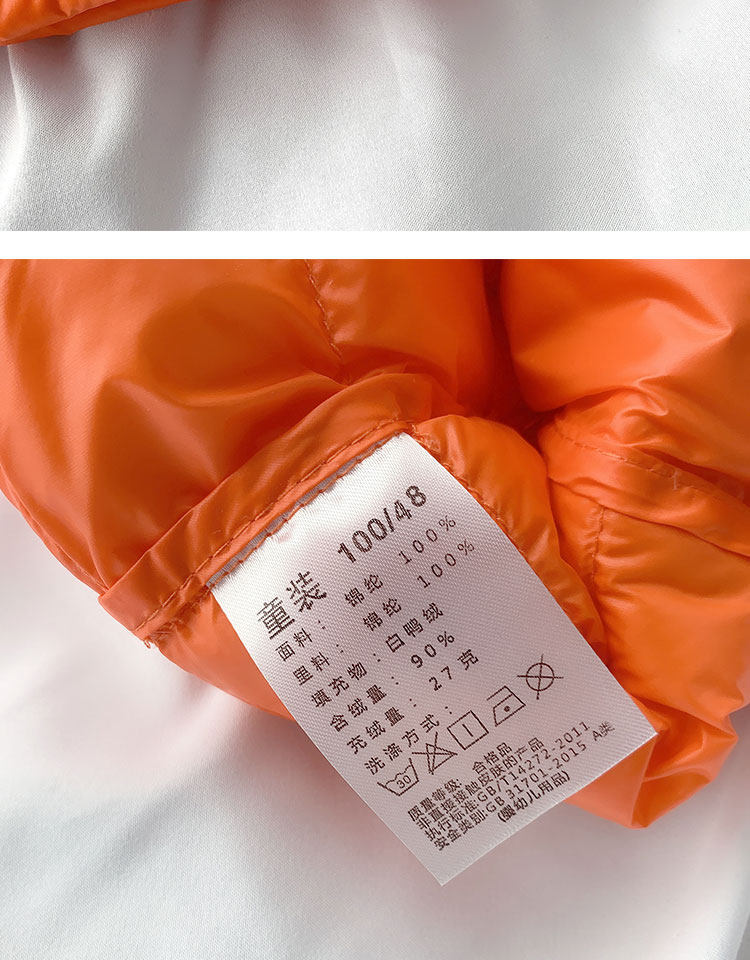 童装 100/48
面料： 锦纶 100%
里料： 锦纶 100%
填充物：白鸭绒
含绒量： 90%
充绒量： 27克
洗涤方式：
30
质量等级: 合格品
非直接接触皮肤的产品
执行标准:GB/T14272-2011
安全类别:GB 31701-2015 A类
(婴幼儿用品)